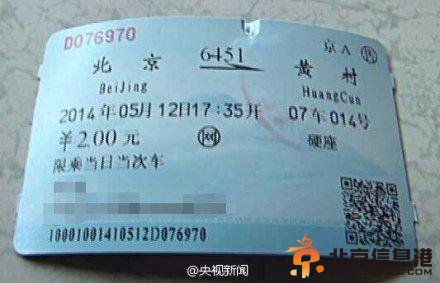 D076970
京A 售
北京 6451 黄村
BeiJing HuangCun
2014年05月12日17:35开 07车014号
¥2.00元 网 硬座
限乘当日当次车
10001001410512D076970
@央视新闻
北京信息港